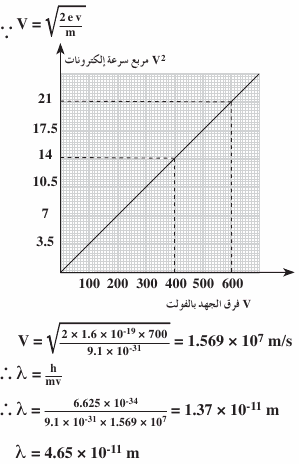 ∵ V = √(2 e v / m)
V² مربع سرعة إلكترونات
21
17.5
14
10.5
7
3.5
100 200 300 400 500 600
V فرق الجهد بالفولت
V = √(2 × 1.6 × 10⁻¹⁹ × 700 / 9.1 × 10⁻³¹) = 1.569 × 10⁷ m/s
∴ λ = h / mv
∴ λ = 6.625 × 10⁻³⁴ / 9.1 × 10⁻³¹ × 1.569 × 10⁷ = 1.37 × 10⁻¹¹ m
λ = 4.65 × 10⁻¹¹ m